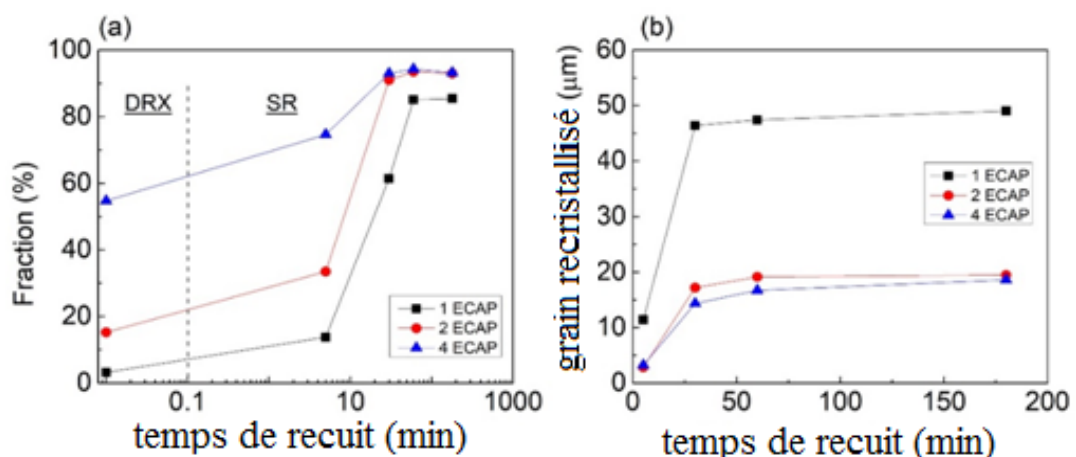 (a)
100
80
60
40
20
0
Fraction (%)
DRX
SR
1 ECAP
2 ECAP
4 ECAP
0.1
10
1000
temps de recuit (min)
(b)
60
50
40
30
20
10
0
grain recristallisé (μm)
1 ECAP
2 ECAP
4 ECAP
0
50
100
150
200
temps de recuit (min)